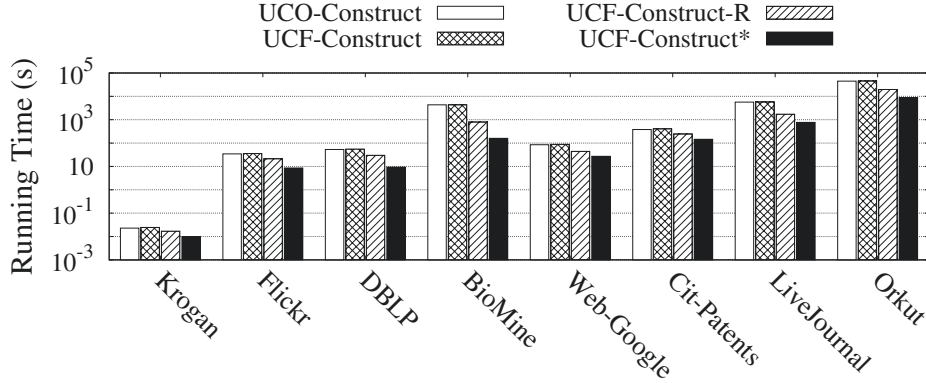 UCO-Construct
UCF-Construct
UCF-Construct-R
UCF-Construct*
Running Time (s)
10^5
10^3
10
10^-1
10^-3
Krogan
Flickr
DBLP
BioMine
Web-Google
Cit-Patents
LiveJournal
Orkut